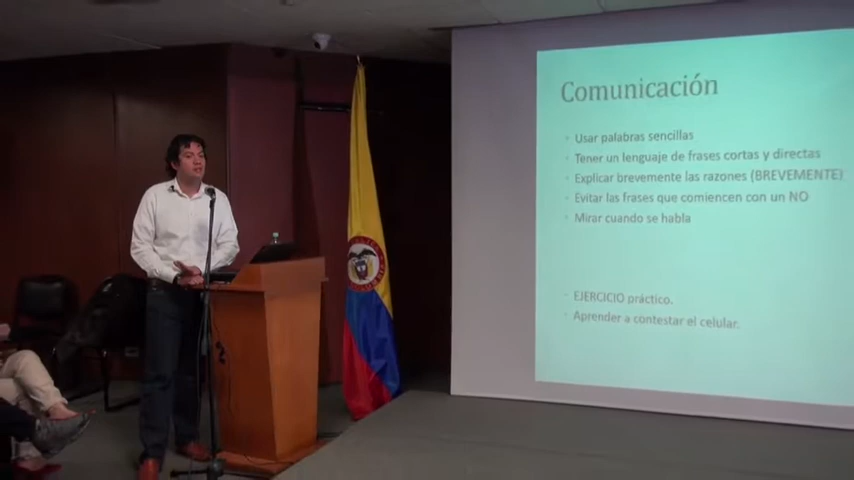 Comunicación
Usar palabras sencillas
Tener un lenguaje de frases cortas y directas
Explicar brevemente las razones (BREVEMENTE)
Evitar las frases que comiencen con un NO
Mirar cuando se habla
EJERCICIO práctico.
Aprender a contestar el celular.